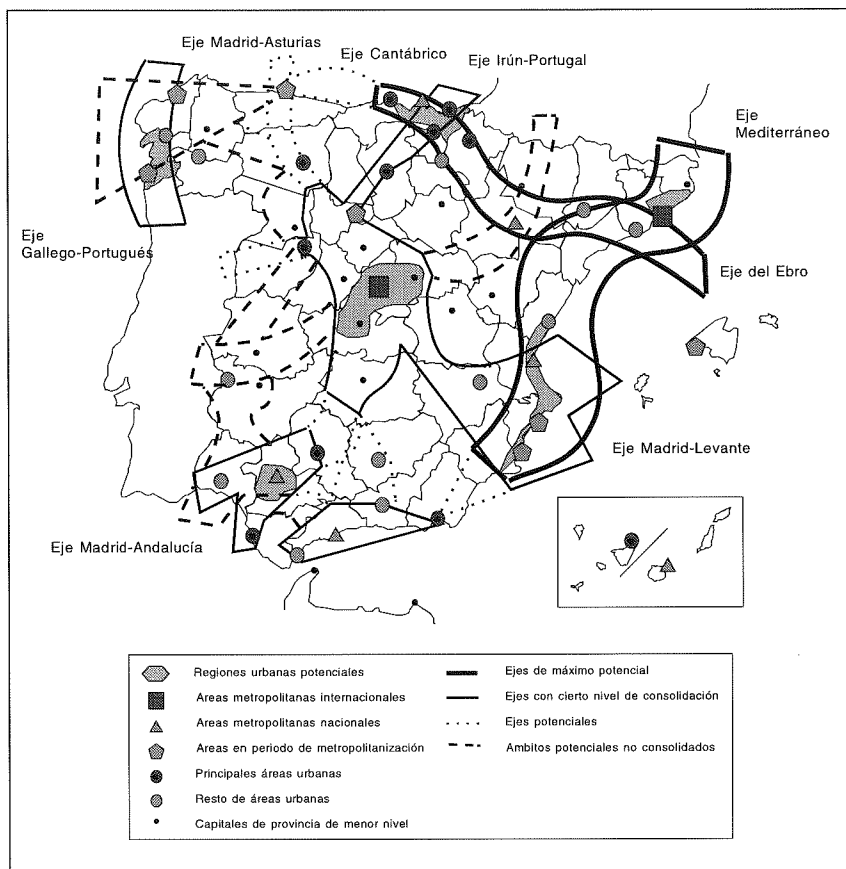 Eje Madrid-Asturias
Eje Cantábrico
Eje Irún-Portugal
Eje
Mediterráneo
Eje
Gallego-Portugués
Eje del Ebro
Eje Madrid-Levante
Eje Madrid-Andalucía
Regiones urbanas potenciales
Areas metropolitanas internacionales
Areas metropolitanas nacionales
Areas en periodo de metropolitanización
Principales áreas urbanas
Resto de áreas urbanas
Capitales de provincia de menor nivel
Ejes de máximo potencial
Ejes con cierto nivel de consolidación
Ejes potenciales
Ambitos potenciales no consolidados